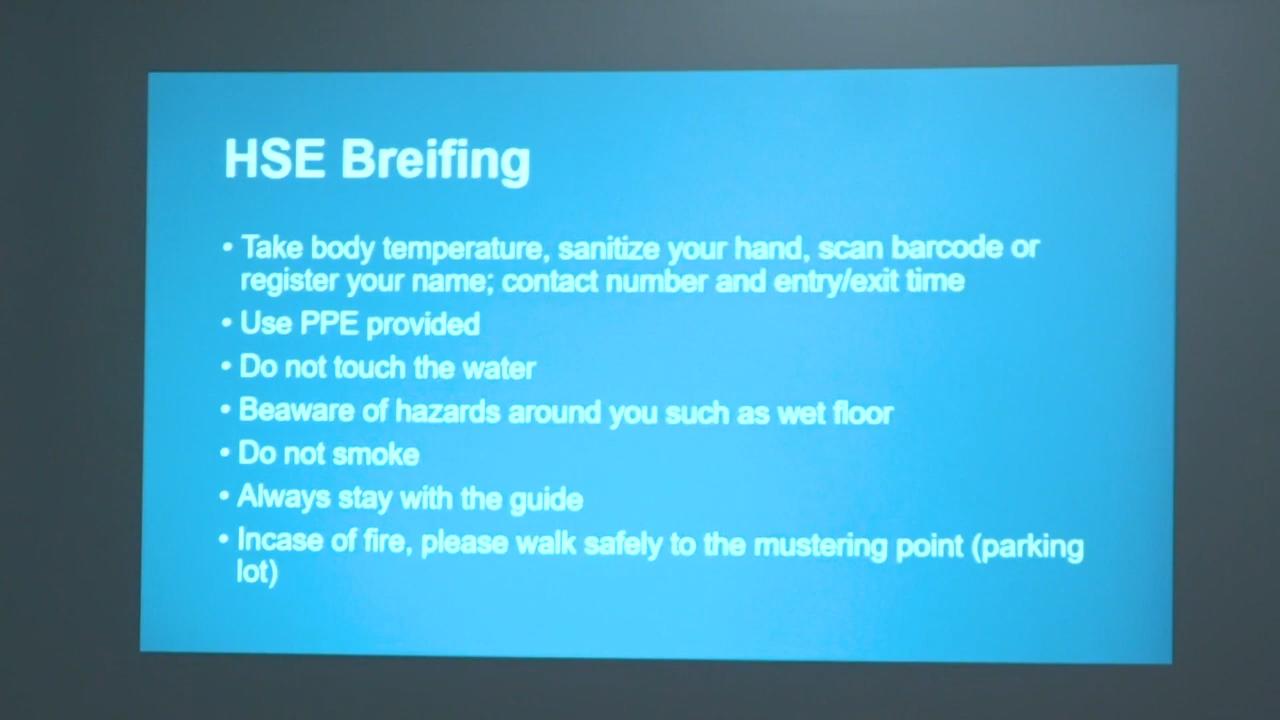 HSE Breifing
• Take body temperature, sanitize your hand, scan barcode or
register your name; contact number and entry/exit time
• Use PPE provided
• Do not touch the water
• Beaware of hazards around you such as wet floor
• Do not smoke
• Always stay with the guide
• Incase of fire, please walk safely to the mustering point (parking
lot)